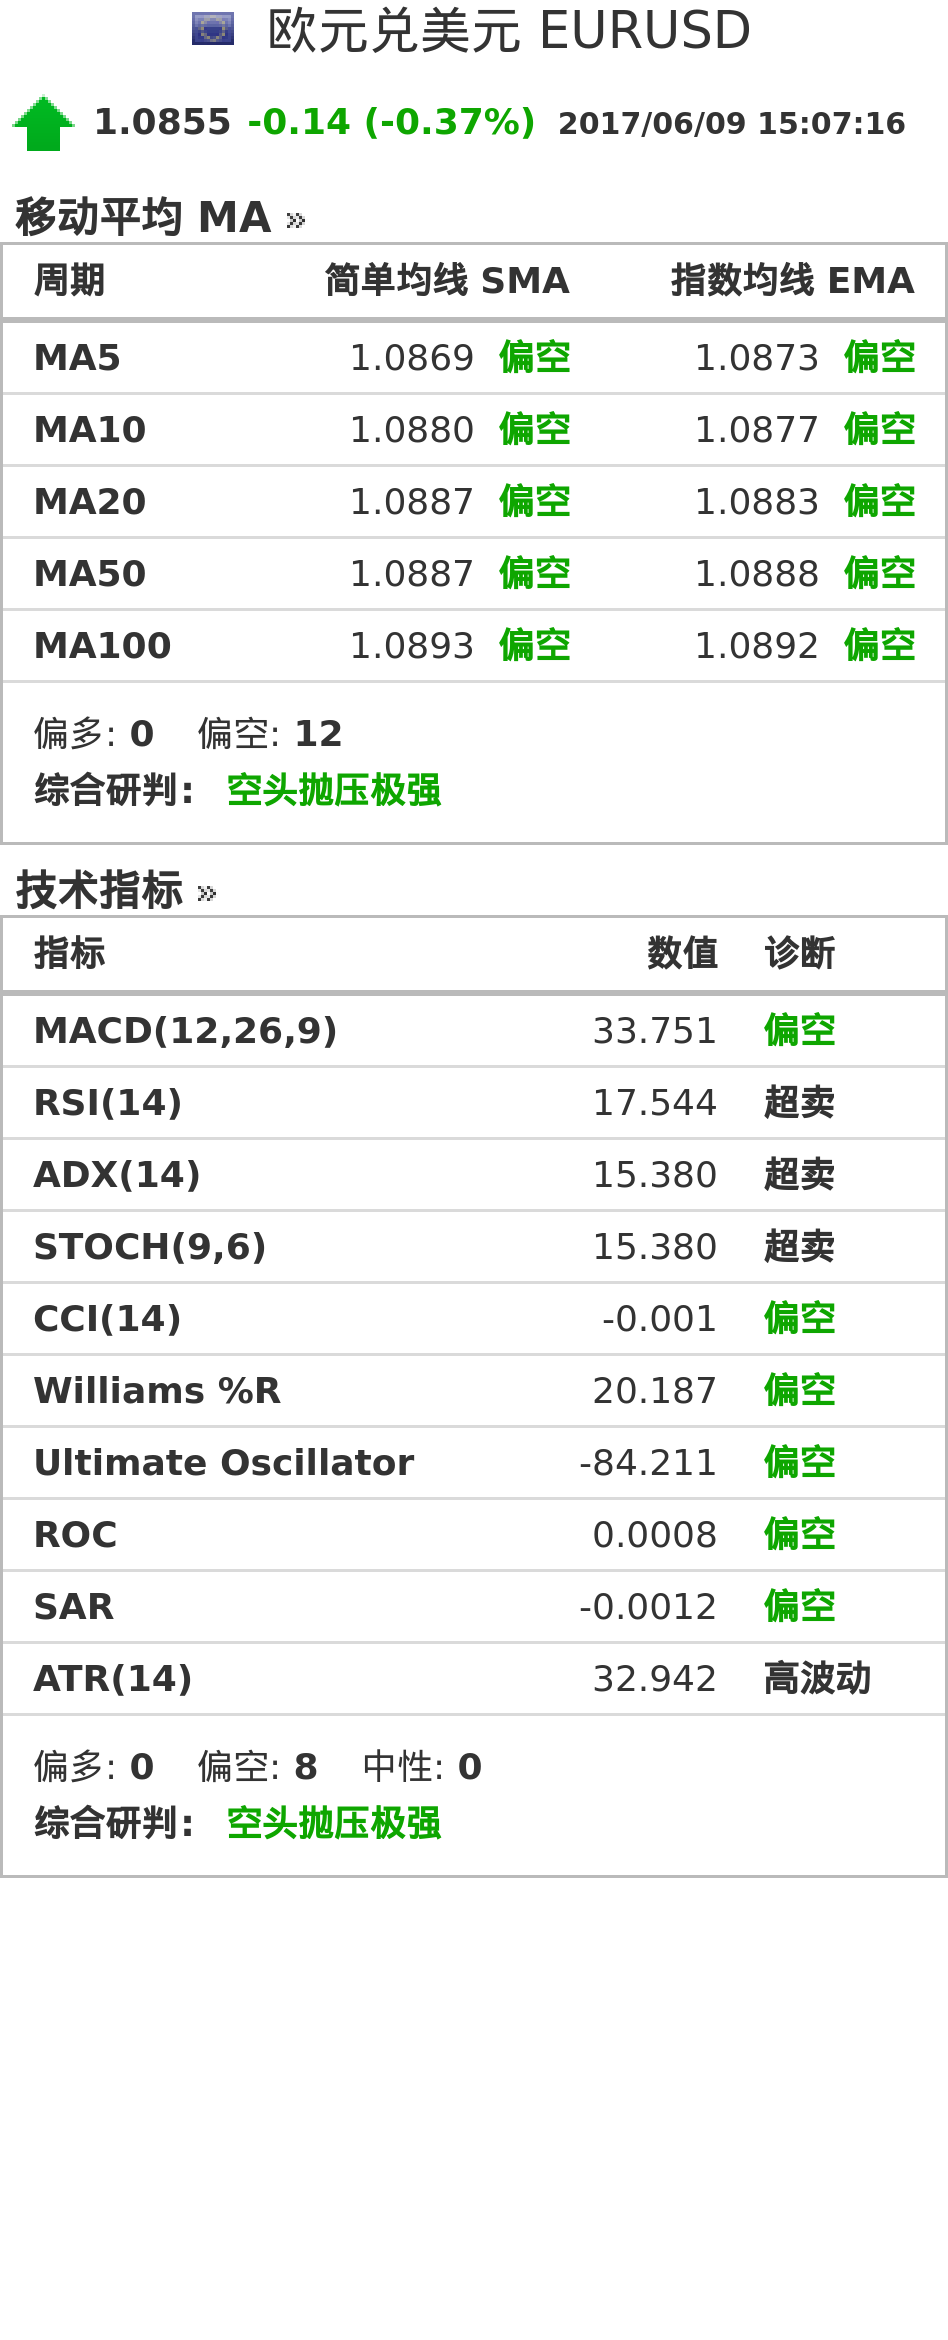 欧元兑美元 EURUSD
1.0855 -0.14 (-0.37%) 2017/06/09 15:07:16
移动平均 MA »
周期 简单均线 SMA 指数均线 EMA
MA5 1.0869 偏空 1.0873 偏空
MA10 1.0880 偏空 1.0877 偏空
MA20 1.0887 偏空 1.0883 偏空
MA50 1.0887 偏空 1.0888 偏空
MA100 1.0893 偏空 1.0892 偏空
偏多: 0 偏空: 12
综合研判: 空头抛压极强
技术指标 »
指标 数值 诊断
MACD(12,26,9) 33.751 偏空
RSI(14) 17.544 超卖
ADX(14) 15.380 超卖
STOCH(9,6) 15.380 超卖
CCI(14) -0.001 偏空
Williams %R 20.187 偏空
Ultimate Oscillator -84.211 偏空
ROC 0.0008 偏空
SAR -0.0012 偏空
ATR(14) 32.942 高波动
偏多: 0 偏空: 8 中性: 0
综合研判: 空头抛压极强